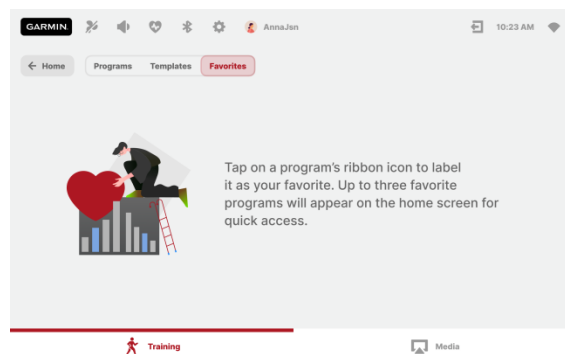 GARMIN AnnaJsn 10:23 AM
Home Programs Templates Favorites
Tap on a program's ribbon icon to label
it as your favorite. Up to three favorite
programs will appear on the home screen for
quick access.
Training Media